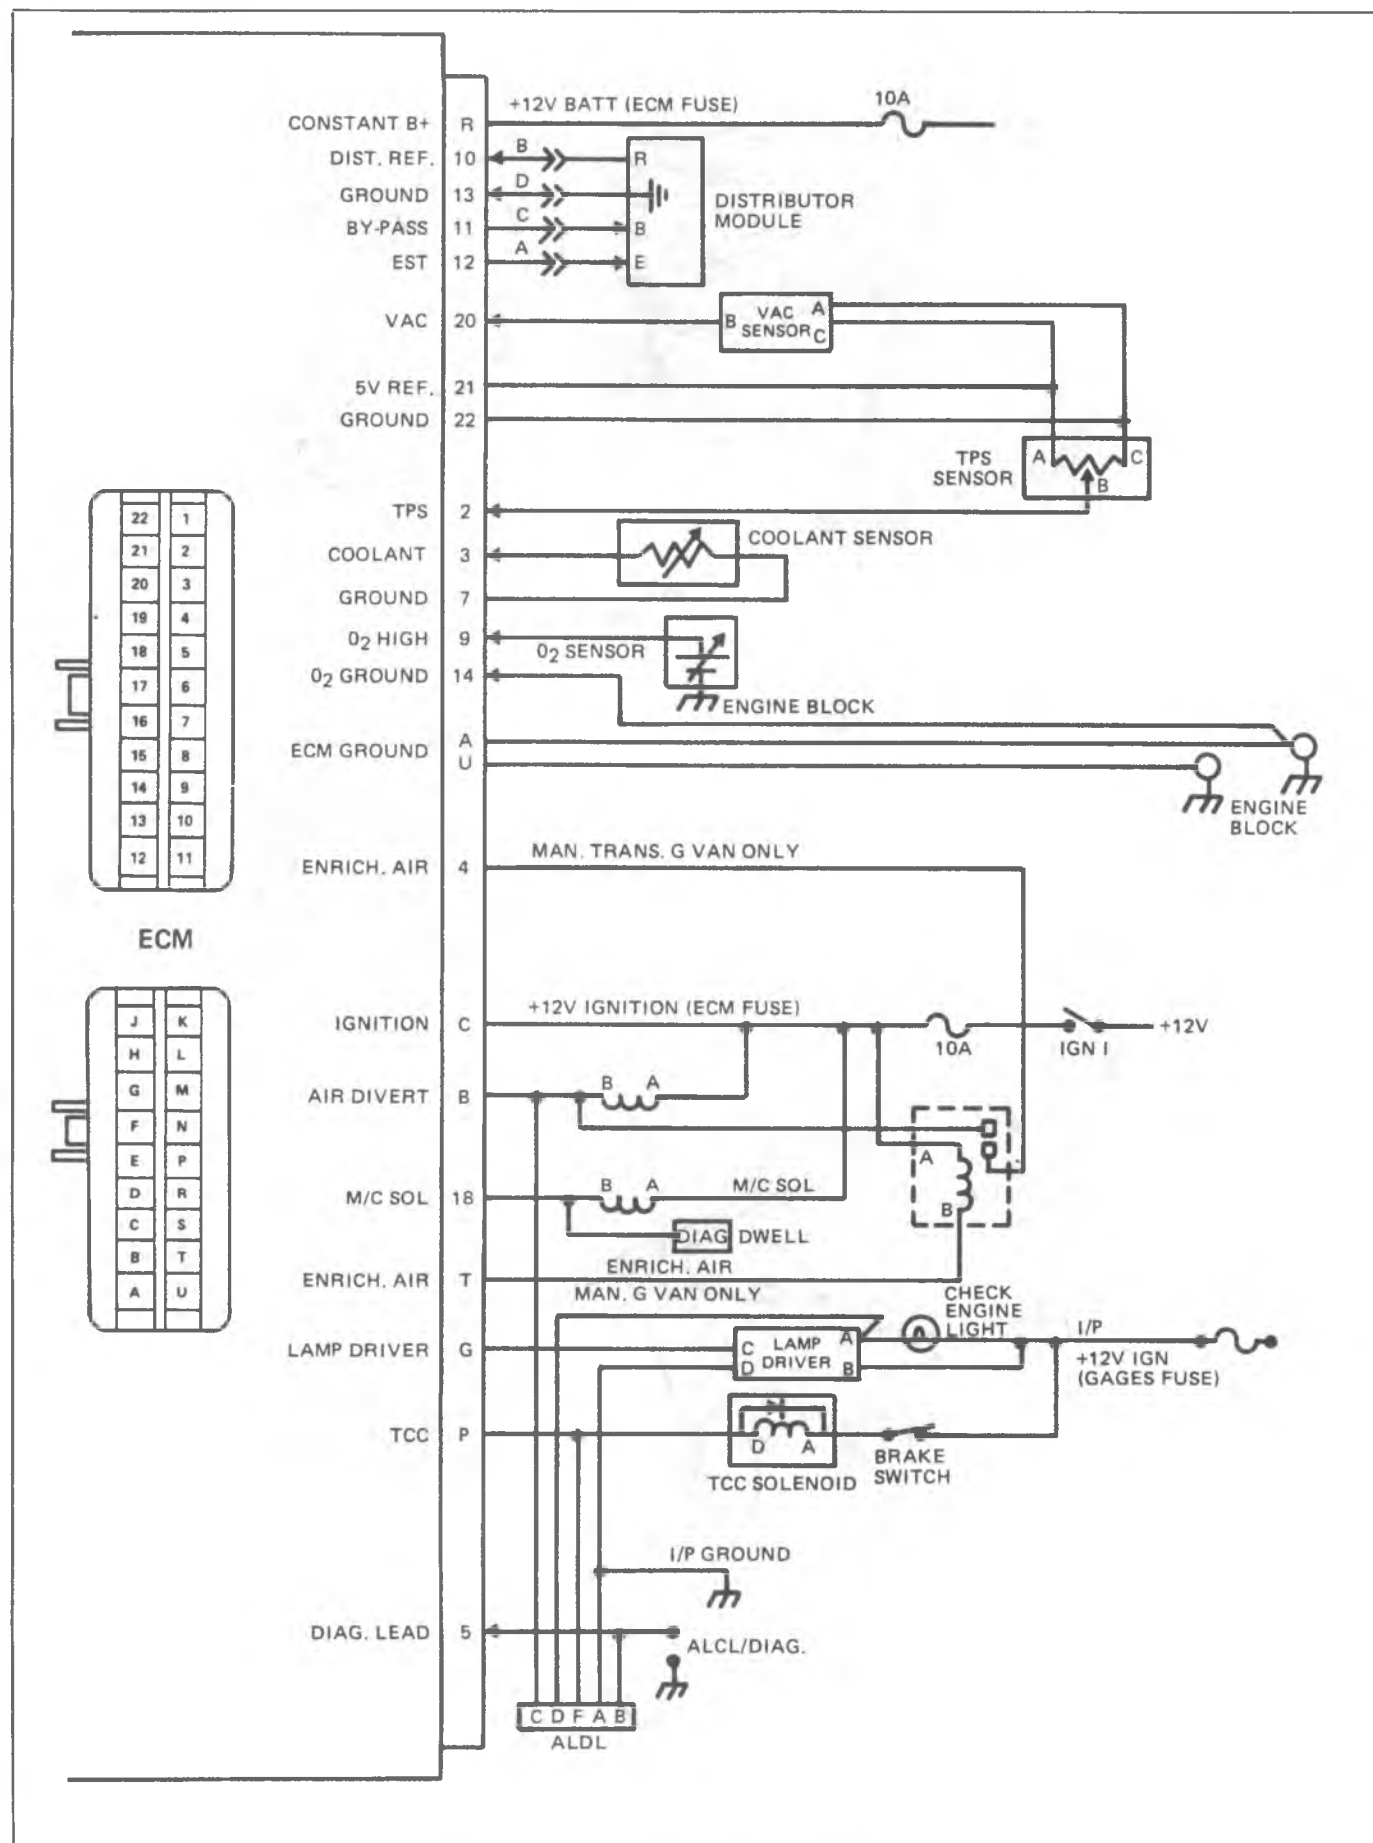 +12V BATT (ECM FUSE)
10A
CONSTANT B+ R
DIST. REF. 10 B R
GROUND 13 D
DISTRIBUTOR
MODULE
BY-PASS 11 C B
EST 12 A E
VAC 20 B VAC A
SENSOR C
5V REF. 21
GROUND 22
TPS
SENSOR
A C
B
TPS 2
COOLANT SENSOR
COOLANT 3
GROUND 7
O2 HIGH 9
O2 SENSOR
O2 GROUND 14
ENGINE BLOCK
ECM GROUND A
U
ENGINE
BLOCK
22 1
21 2
20 3
19 4
18 5
17 6
16 7
15 8
14 9
13 10
12 11
ECM
MAN. TRANS. G VAN ONLY
ENRICH. AIR 4
+12V IGNITION (ECM FUSE)
IGNITION C
10A
IGN I
+12V
AIR DIVERT B
B A
A
B
M/C SOL 18
B A
M/C SOL
DIAG DWELL
ENRICH. AIR
ENRICH. AIR T
MAN. G VAN ONLY
J K
H L
G M
F N
E P
D R
C S
B T
A U
CHECK
ENGINE
LIGHT
I/P
LAMP DRIVER G
C LAMP A
D DRIVER B
+12V IGN
(GAGES FUSE)
TCC P
D A
TCC SOLENOID
BRAKE
SWITCH
I/P GROUND
DIAG. LEAD 5
ALCL/DIAG.
C D F A B
ALDL